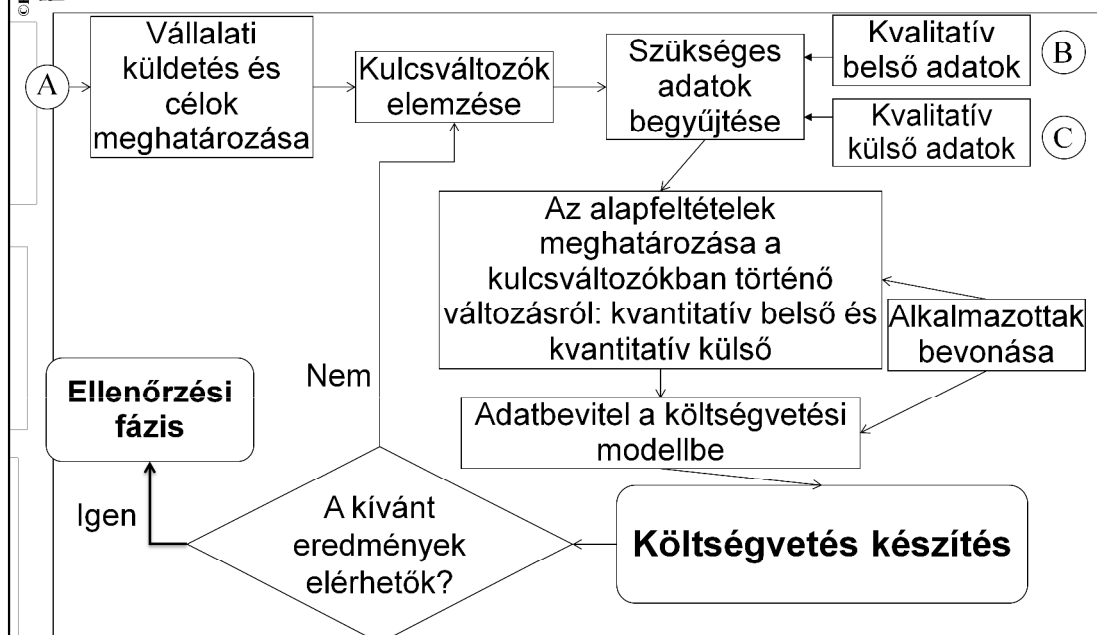 A
Vállalati
küldetés és
célok
meghatározása
Kulcsváltozók
elemzése
Szükséges
adatok
begyűjtése
Kvalitatív
belső adatok
B
Kvalitatív
külső adatok
C
Az alapfeltételek
meghatározása a
kulcsváltozókban történő
változásról: kvantitatív belső és
kvantitatív külső
Alkalmazottak
bevonása
Adatbevitel a költségvetési
modellbe
Költségvetés készítés
A kívánt
eredmények
elérhetők?
Nem
Igen
Ellenőrzési
fázis